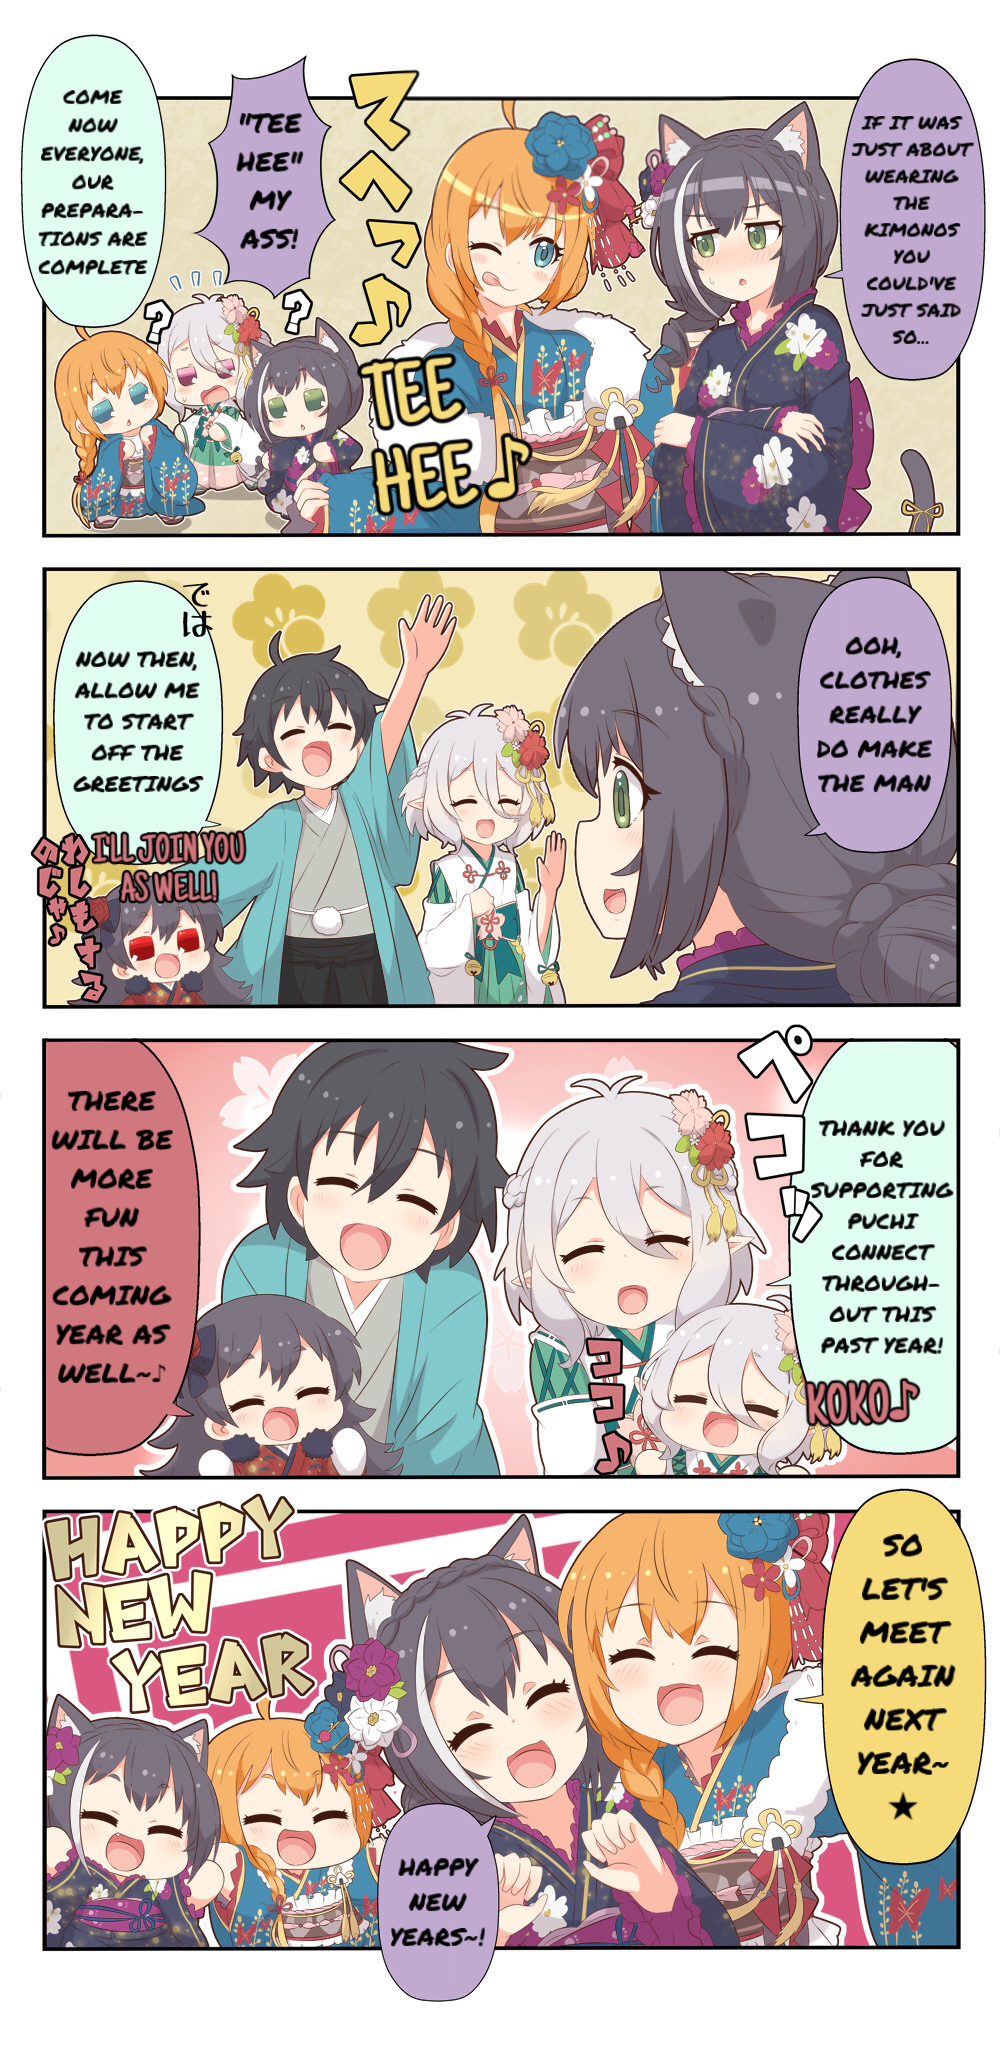 IF IT WAS
JUST ABOUT
WEARING
THE
KIMONOS
YOU
COULD'VE
JUST SAID
SO...
てへっ♪
TEE
HEE♪
"TEE
HEE"
MY
ASS!
?
?
COME
NOW
EVERYONE,
OUR
PREPARA-
TIONS ARE
COMPLETE
OOH,
CLOTHES
REALLY
DO MAKE
THE MAN
では
NOW THEN,
ALLOW ME
TO START
OFF THE
GREETINGS
I'LL JOIN YOU
AS WELL!
わしもする
のじゃ♪
THANK YOU
FOR
SUPPORTING
PUCHI
CONNECT
THROUGH-
OUT THIS
PAST YEAR!
ペコッ
KOKO♪
ココ♪
THERE
WILL BE
MORE
FUN
THIS
COMING
YEAR AS
WELL~♪
SO
LET'S
MEET
AGAIN
NEXT
YEAR~
★
HAPPY
NEW
YEAR
HAPPY
NEW
YEARS~!